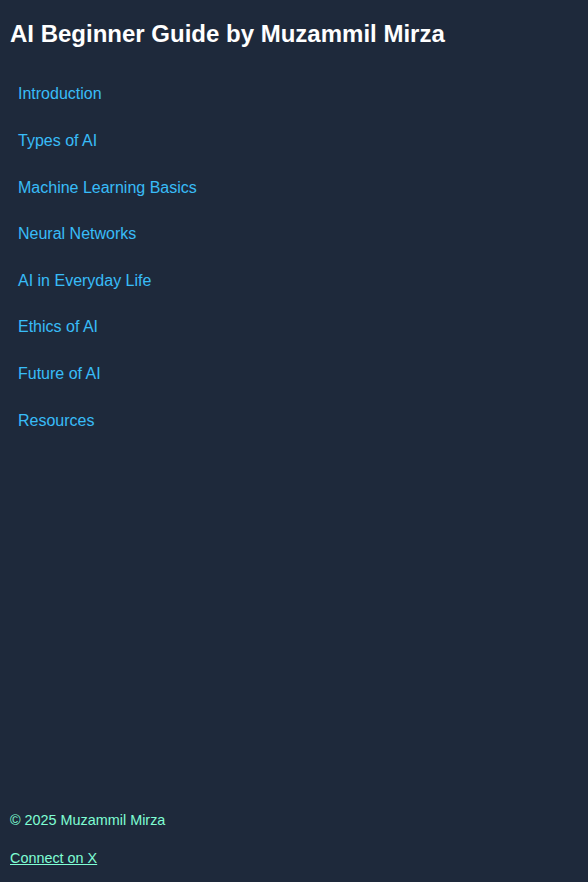 AI Beginner Guide by Muzammil Mirza
Introduction
Types of AI
Machine Learning Basics
Neural Networks
AI in Everyday Life
Ethics of AI
Future of AI
Resources
© 2025 Muzammil Mirza
Connect on X